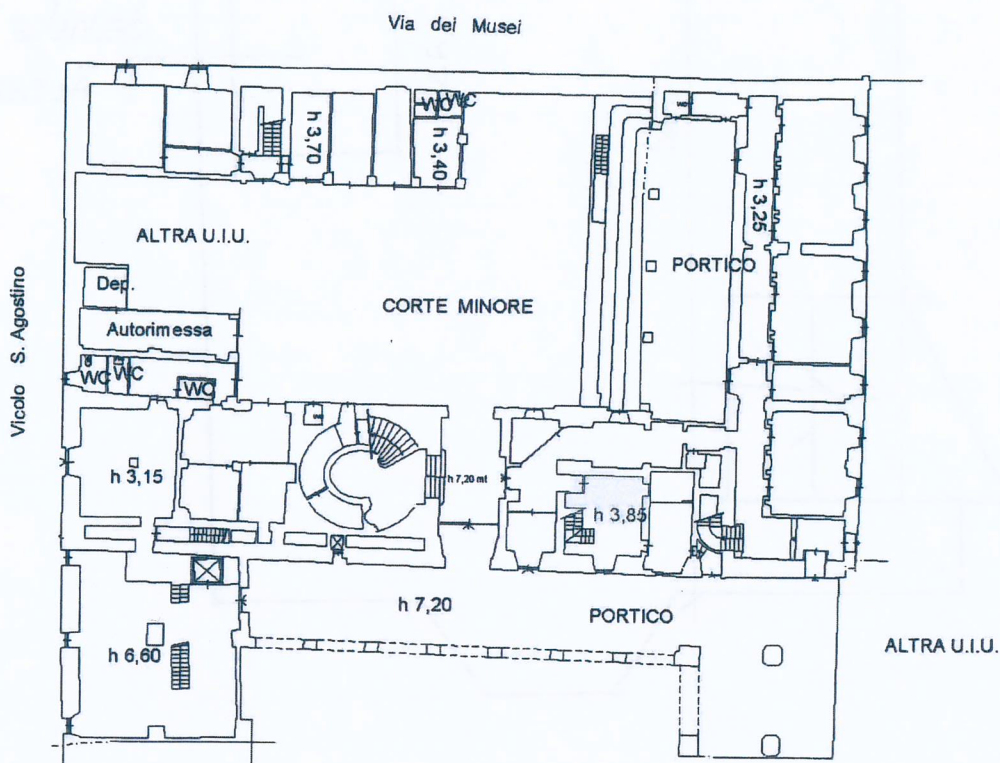 Via dei Musei
WC WC
h 3,70
h 3,40
h 3,25
ALTRA U.I.U.
PORTICO
Dep.
CORTE MINORE
Vicolo S. Agostino
Autorimessa
WC WC
WC
h 3,15
h 7,20 mt
h 3,85
h 7,20
PORTICO
ALTRA U.I.U.
h 6,60